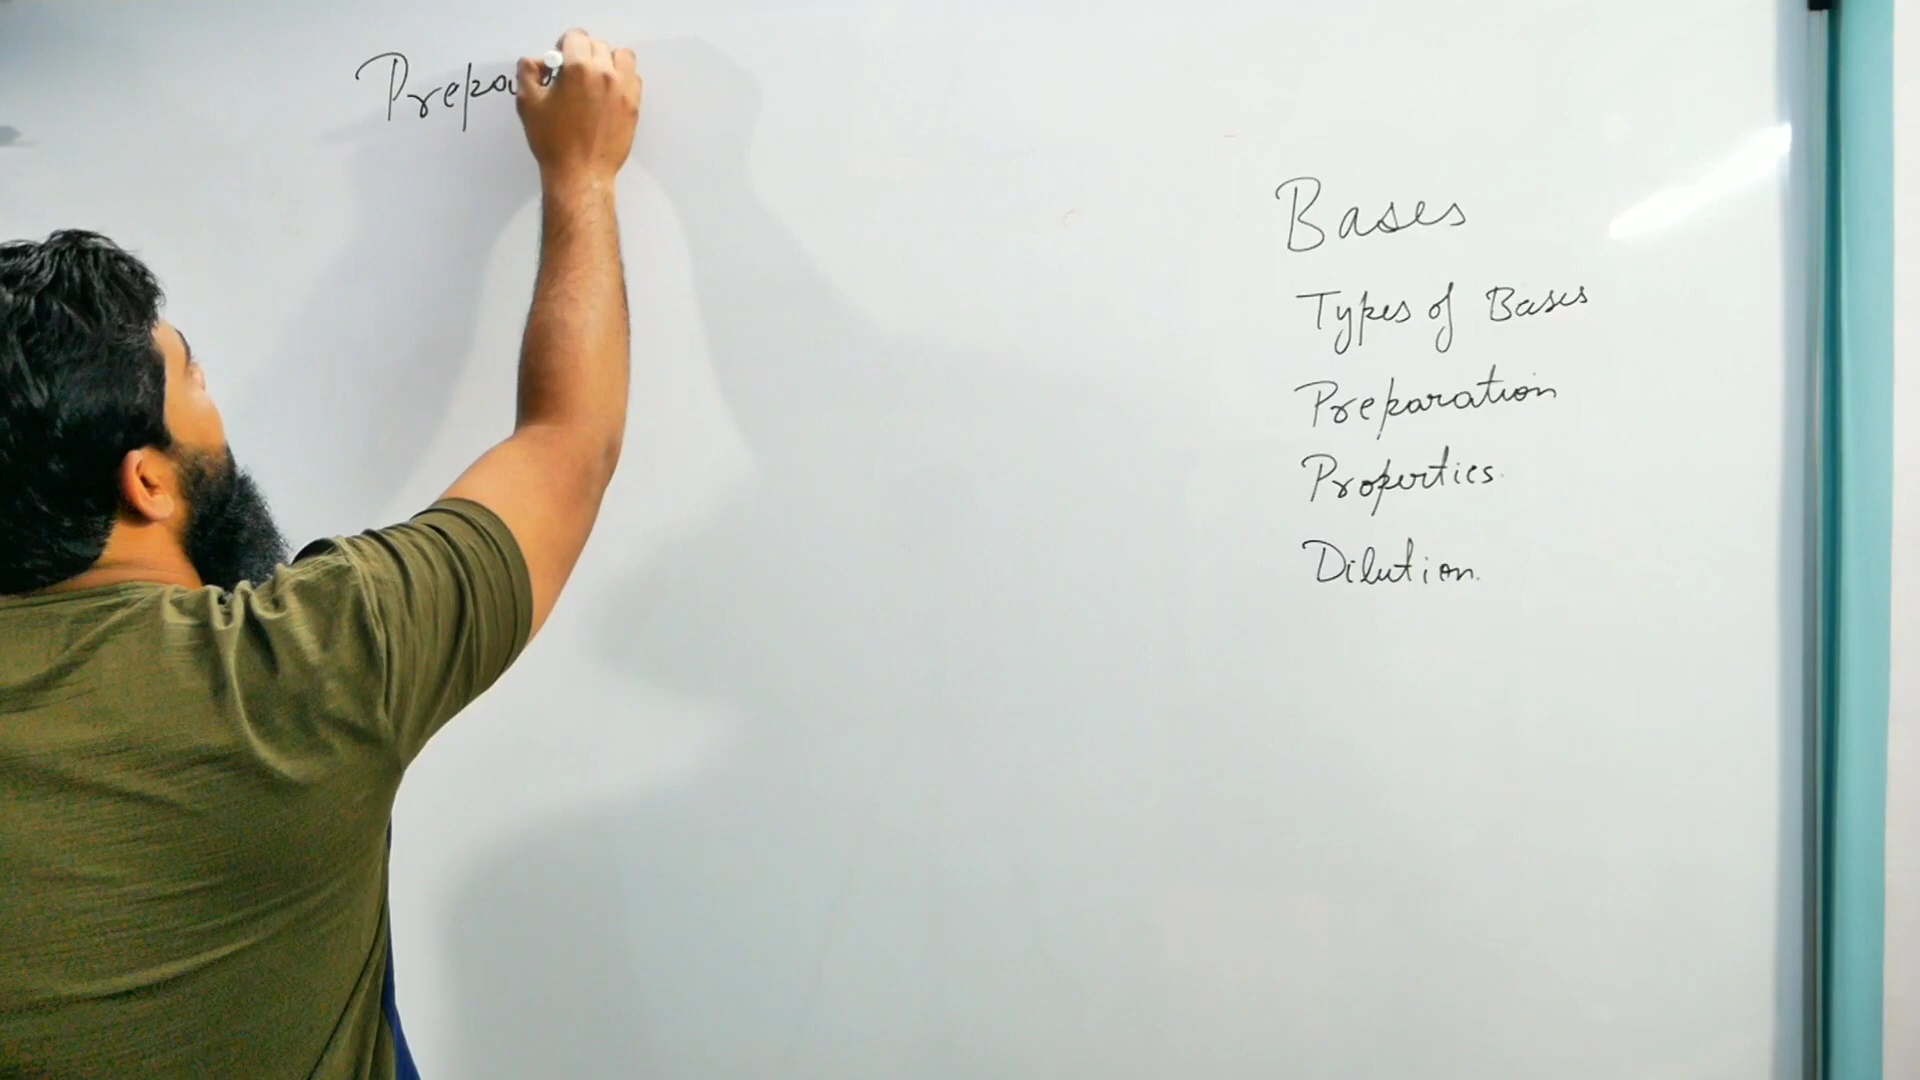 Prepa
Bases
Types of Bases
Preparation
Properties.
Dilution.